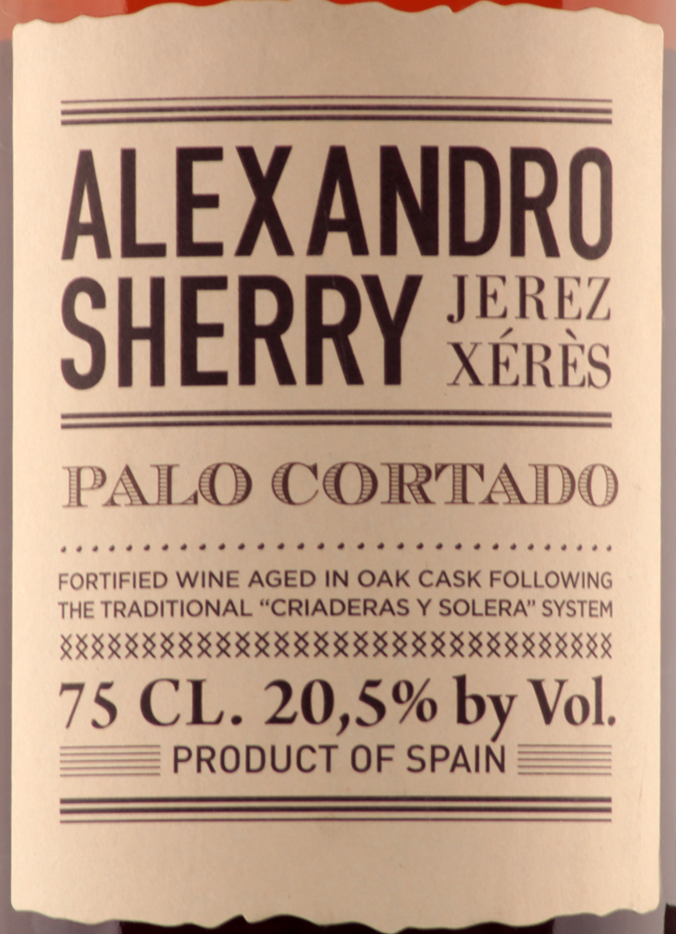 ALEXANDRO
SHERRY JEREZ
XÉRÈS
PALO CORTADO
FORTIFIED WINE AGED IN OAK CASK FOLLOWING
THE TRADITIONAL “CRIADERAS Y SOLERA” SYSTEM
75 CL. 20,5% by Vol.
PRODUCT OF SPAIN